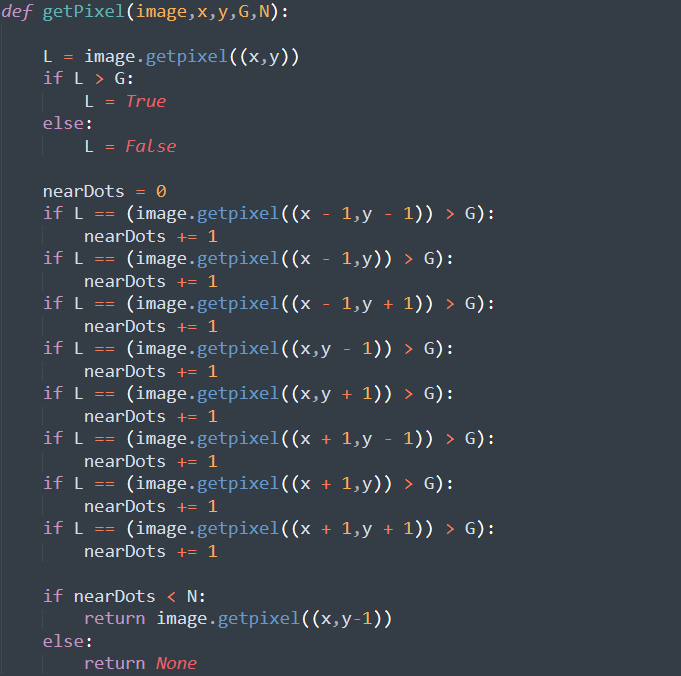 def getPixel(image,x,y,G,N):
    L = image.getpixel((x,y))
    if L > G:
        L = True
    else:
        L = False
    nearDots = 0
    if L == (image.getpixel((x - 1,y - 1)) > G):
        nearDots += 1
    if L == (image.getpixel((x - 1,y)) > G):
        nearDots += 1
    if L == (image.getpixel((x - 1,y + 1)) > G):
        nearDots += 1
    if L == (image.getpixel((x,y - 1)) > G):
        nearDots += 1
    if L == (image.getpixel((x,y + 1)) > G):
        nearDots += 1
    if L == (image.getpixel((x + 1,y - 1)) > G):
        nearDots += 1
    if L == (image.getpixel((x + 1,y)) > G):
        nearDots += 1
    if L == (image.getpixel((x + 1,y + 1)) > G):
        nearDots += 1
    if nearDots < N:
        return image.getpixel((x,y-1))
    else:
        return None